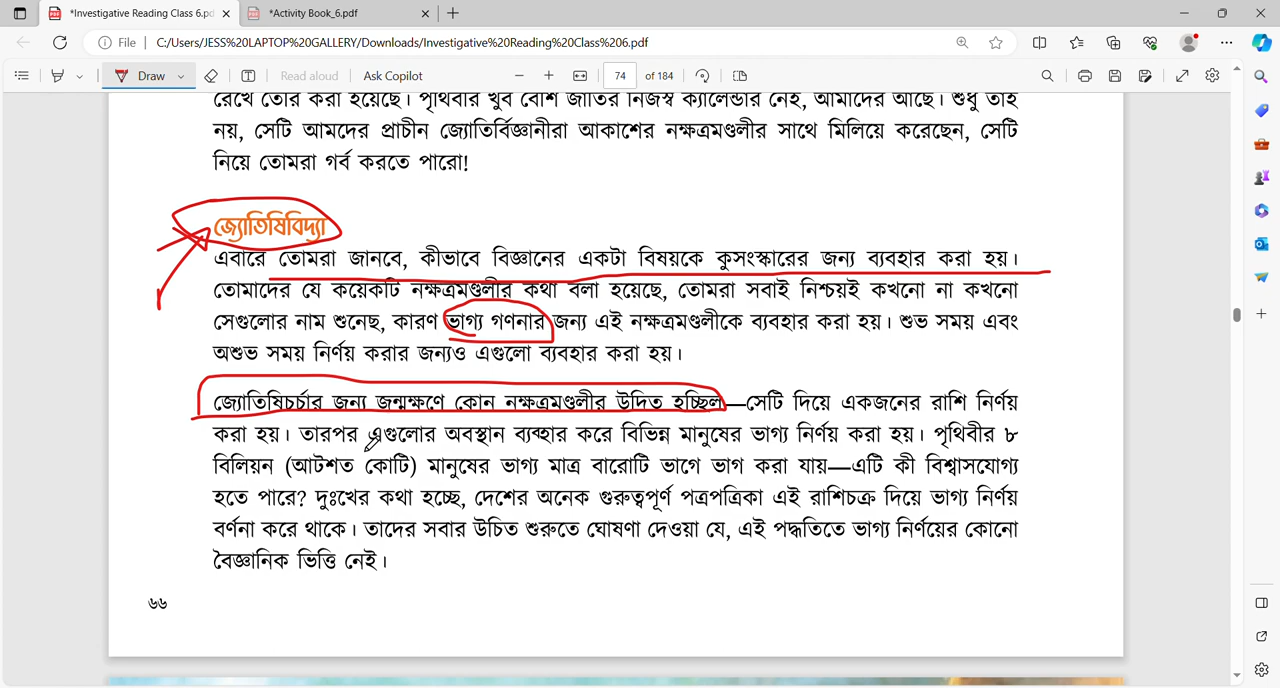 *Investigative Reading Class 6.pd
*Activity Book_6.pdf
File
C:/Users/JESS%20LAPTOP%20GALLERY/Downloads/Investigative%20Reading%20Class%206.pdf
Draw
Read aloud
Ask Copilot
74 of 184
রেখে তৈরি করা হয়েছে। পৃথিবীর খুব বেশি জাতির নিজস্ব ক্যালেন্ডার নেই, আমাদের আছে। শুধু তাই
নয়, সেটি আমদের প্রাচীন জ্যোতির্বিজ্ঞানীরা আকাশের নক্ষত্রমণ্ডলীর সাথে মিলিয়ে করেছেন, সেটি
নিয়ে তোমরা গর্ব করতে পারো!
জ্যোতিষিবিদ্যা
এবারে তোমরা জানবে, কীভাবে বিজ্ঞানের একটা বিষয়কে কুসংস্কারের জন্য ব্যবহার করা হয়।
তোমাদের যে কয়েকটি নক্ষত্রমণ্ডলীর কথা বলা হয়েছে, তোমরা সবাই নিশ্চয়ই কখনো না কখনো
সেগুলোর নাম শুনেছ, কারণ ভাগ্য গণনার জন্য এই নক্ষত্রমণ্ডলীকে ব্যবহার করা হয়। শুভ সময় এবং
অশুভ সময় নির্ণয় করার জন্যও এগুলো ব্যবহার করা হয়।
জ্যোতিষিচর্চার জন্য জন্মক্ষণে কোন নক্ষত্রমণ্ডলীর উদিত হচ্ছিল—সেটি দিয়ে একজনের রাশি নির্ণয়
করা হয়। তারপর এগুলোর অবস্থান ব্যবহার করে বিভিন্ন মানুষের ভাগ্য নির্ণয় করা হয়। পৃথিবীর ৮
বিলিয়ন (আটশত কোটি) মানুষের ভাগ্য মাত্র বারোটি ভাগে ভাগ করা যায়—এটি কী বিশ্বাসযোগ্য
হতে পারে? দুঃখের কথা হচ্ছে, দেশের অনেক গুরুত্বপূর্ণ পত্রপত্রিকা এই রাশিচক্র দিয়ে ভাগ্য নির্ণয়
বর্ণনা করে থাকে। তাদের সবার উচিত শুরুতে ঘোষণা দেওয়া যে, এই পদ্ধতিতে ভাগ্য নির্ণয়ের কোনো
বৈজ্ঞানিক ভিত্তি নেই।
৬৬